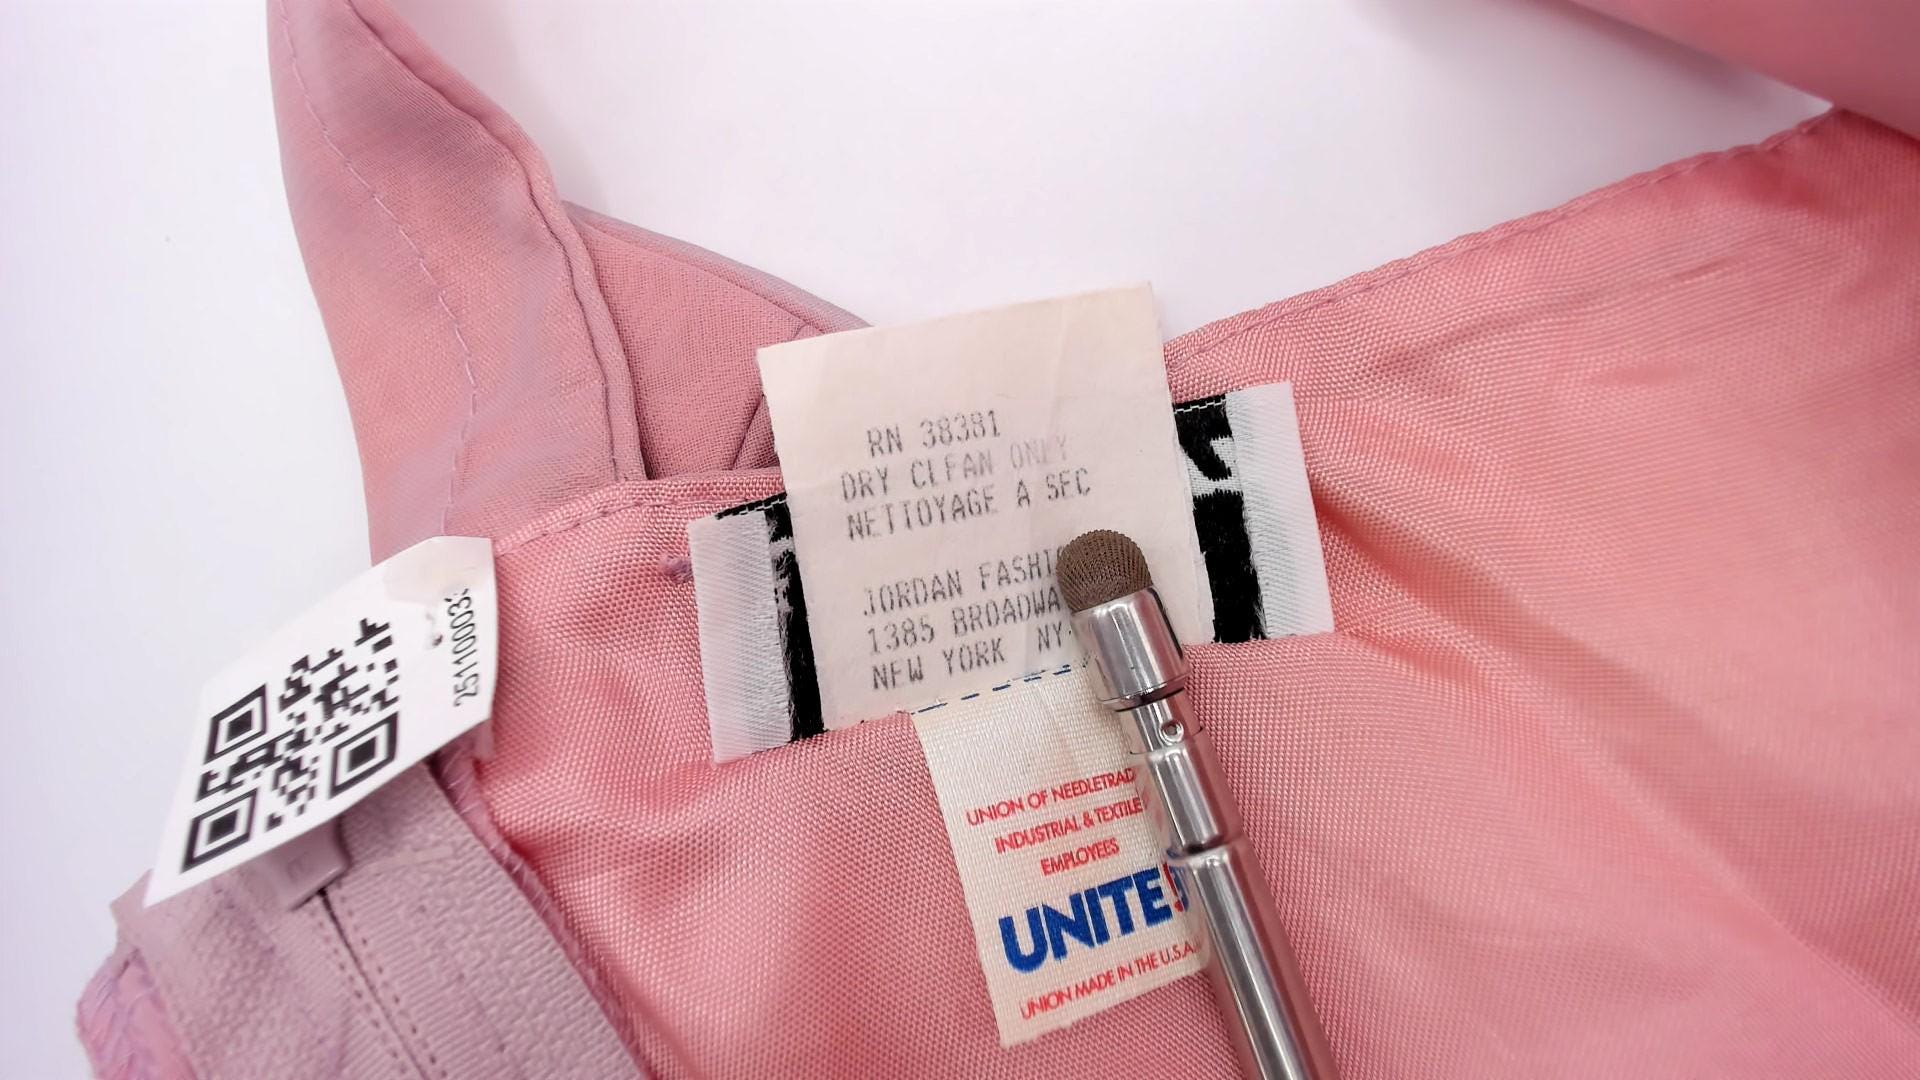 RN 38381
DRY CLEAN ONLY
NETTOYAGE A SEC
JORDAN FASHI
1385 BROADWA
NEW YORK NY
25110003
UNION OF NEEDLETRAD
INDUSTRIAL & TEXTILE
EMPLOYEES
UNITE!
UNION MADE IN THE U.S.A.